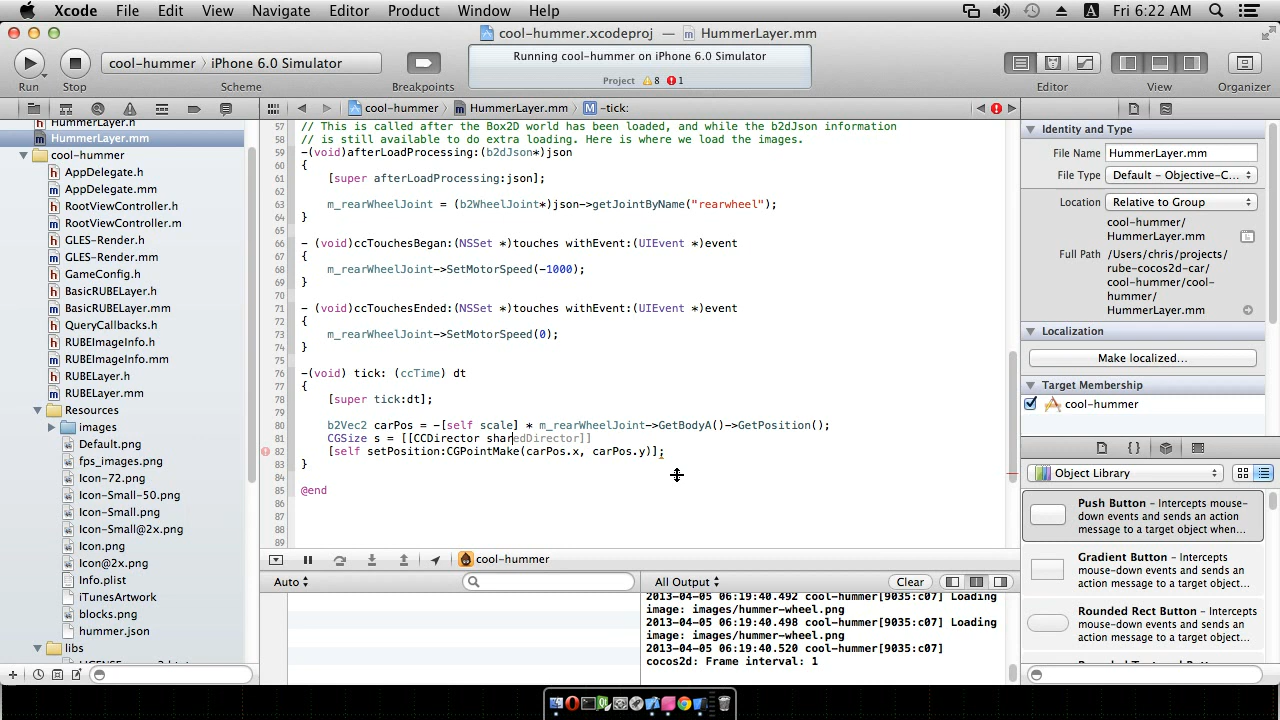 Xcode File Edit View Navigate Editor Product Window Help
A Fri 6:22 AM
cool-hummer.xcodeproj — HummerLayer.mm
cool-hummer 〉 iPhone 6.0 Simulator
Running cool-hummer on iPhone 6.0 Simulator
Project 8 1
Run Stop Scheme Breakpoints Editor View Organizer
cool-hummer HummerLayer.mm M -tick:
HummerLayer.h
HummerLayer.mm
cool-hummer
AppDelegate.h
AppDelegate.mm
RootViewController.h
RootViewController.m
GLES-Render.h
GLES-Render.mm
GameConfig.h
BasicRUBELayer.h
BasicRUBELayer.mm
QueryCallbacks.h
RUBEImageInfo.h
RUBEImageInfo.mm
RUBELayer.h
RUBELayer.mm
Resources
images
Default.png
fps_images.png
Icon-72.png
Icon-Small-50.png
Icon-Small.png
Icon-Small@2x.png
Icon.png
Icon@2x.png
Info.plist
iTunesArtwork
blocks.png
hummer.json
libs
57 // This is called after the Box2D world has been loaded, and while the b2dJson information
58 // is still available to do extra loading. Here is where we load the images.
59 -(void)afterLoadProcessing:(b2dJson*)json
60 {
61 [super afterLoadProcessing:json];
62
63 m_rearWheelJoint = (b2WheelJoint*)json->getJointByName("rearwheel");
64 }
65
66 - (void)ccTouchesBegan:(NSSet *)touches withEvent:(UIEvent *)event
67 {
68 m_rearWheelJoint->SetMotorSpeed(-1000);
69 }
70
71 - (void)ccTouchesEnded:(NSSet *)touches withEvent:(UIEvent *)event
72 {
73 m_rearWheelJoint->SetMotorSpeed(0);
74 }
75
76 -(void) tick: (ccTime) dt
77 {
78 [super tick:dt];
79
80 b2Vec2 carPos = -[self scale] * m_rearWheelJoint->GetBodyA()->GetPosition();
81 CGSize s = [[CCDirector sharedDirector]]
82 [self setPosition:CGPointMake(carPos.x, carPos.y)];
83 }
84
85 @end
86
87
88
89
cool-hummer
Auto
All Output Clear
2013-04-05 06:19:40.492 cool-hummer[9035:c07] Loading
image: images/hummer-wheel.png
2013-04-05 06:19:40.498 cool-hummer[9035:c07] Loading
image: images/hummer-wheel.png
2013-04-05 06:19:40.520 cool-hummer[9035:c07]
cocos2d: Frame interval: 1
Identity and Type
File Name HummerLayer.mm
File Type Default - Objective-C...
Location Relative to Group
cool-hummer/
HummerLayer.mm
Full Path /Users/chris/projects/
rube-cocos2d-car/
cool-hummer/cool-
hummer/
HummerLayer.mm
Localization
Make localized...
Target Membership
cool-hummer
Object Library
Push Button – Intercepts mouse-
down events and sends an action
message to a target object when...
Gradient Button – Intercepts
mouse-down events and sends an
action message to a target object...
Rounded Rect Button – Intercepts
mouse-down events and sends an
action message to a target object...